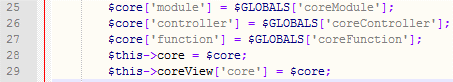 25 $core['module'] = $GLOBALS['coreModule'];
26 $core['controller'] = $GLOBALS['coreController'];
27 $core['function'] = $GLOBALS['coreFunction'];
28 $this->core = $core;
29 $this->coreView['core'] = $core;